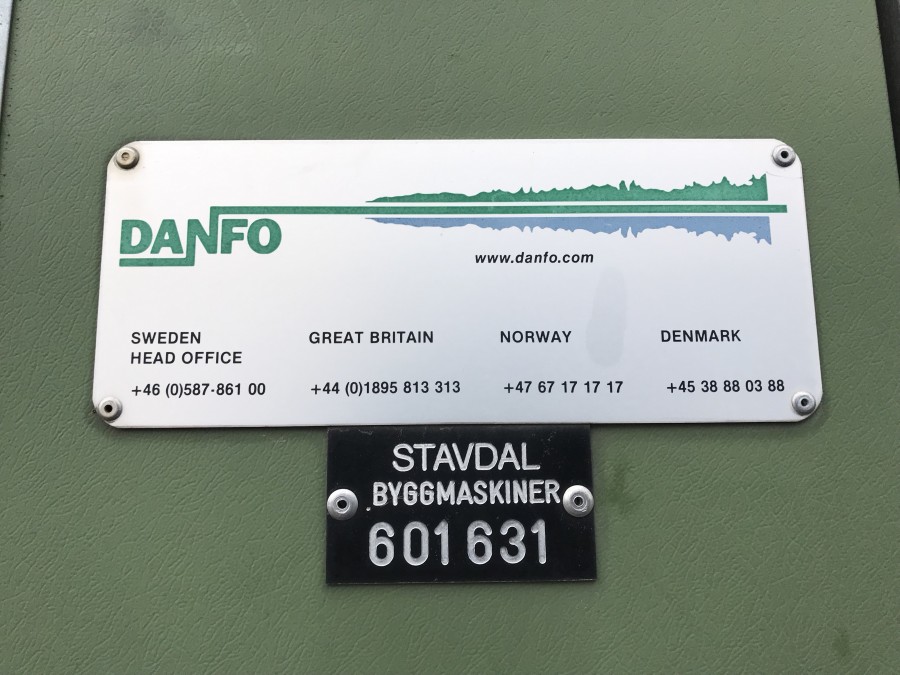 DANFO
www.danfo.com
SWEDEN
HEAD OFFICE
+46 (0)587-861 00
GREAT BRITAIN
+44 (0)1895 813 313
NORWAY
+47 67 17 17 17
DENMARK
+45 38 88 03 88
STAVDAL
BYGGMASKINER
601631